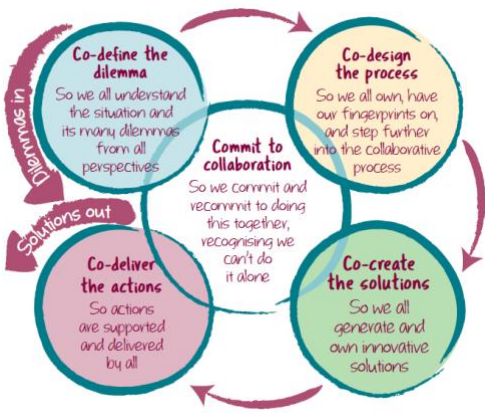 Dilemmas in
Co-define the
dilemma
So we all understand
the situation and
its many dilemmas
from all
perspectives
Co-design
the process
So we all own, have
our fingerprints on,
and step further
into the collaborative
process
Commit to
collaboration
So we commit and
recommit to doing
this together,
recognising we
can't do
it alone
Co-create
the solutions
So we all
generate and
own innovative
solutions
Co-deliver
the actions
So actions
are supported
and delivered
by all
Solutions out